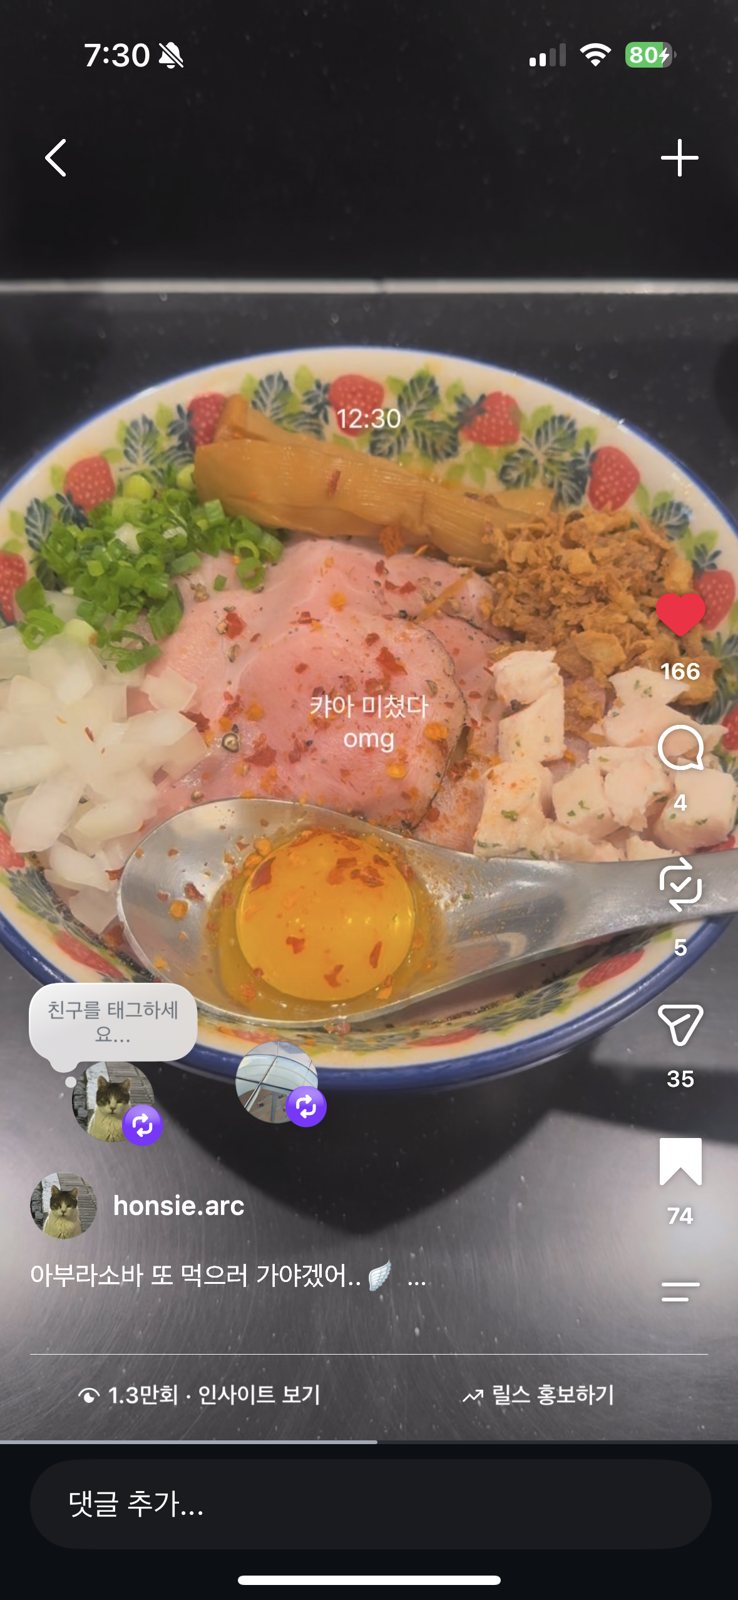 7:30
80
12:30
캬아 미쳤다
omg
166
4
5
35
74
친구를 태그하세
요...
honsie.arc
아부라소바 또 먹으러 가야겠어.. ...
1.3만회 · 인사이트 보기
릴스 홍보하기
댓글 추가...